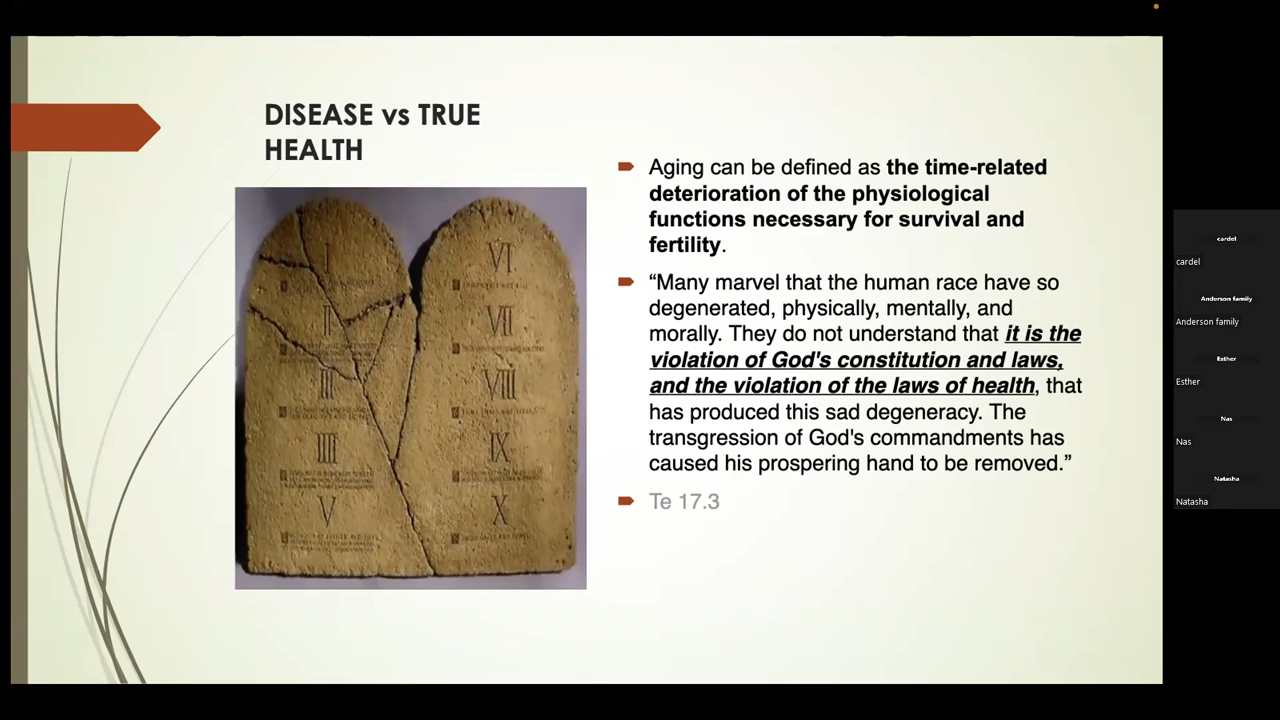 DISEASE vs TRUE
HEALTH
I
II
III
IIII
V
VI
VII
VIII
IX
X
Aging can be defined as the time-related
deterioration of the physiological
functions necessary for survival and
fertility.
“Many marvel that the human race have so
degenerated, physically, mentally, and
morally. They do not understand that it is the
violation of God's constitution and laws,
and the violation of the laws of health, that
has produced this sad degeneracy. The
transgression of God's commandments has
caused his prospering hand to be removed.”
Te 17.3
cardel
cardel
Anderson family
Anderson family
Esther
Esther
Nas
Nas
Natasha
Natasha